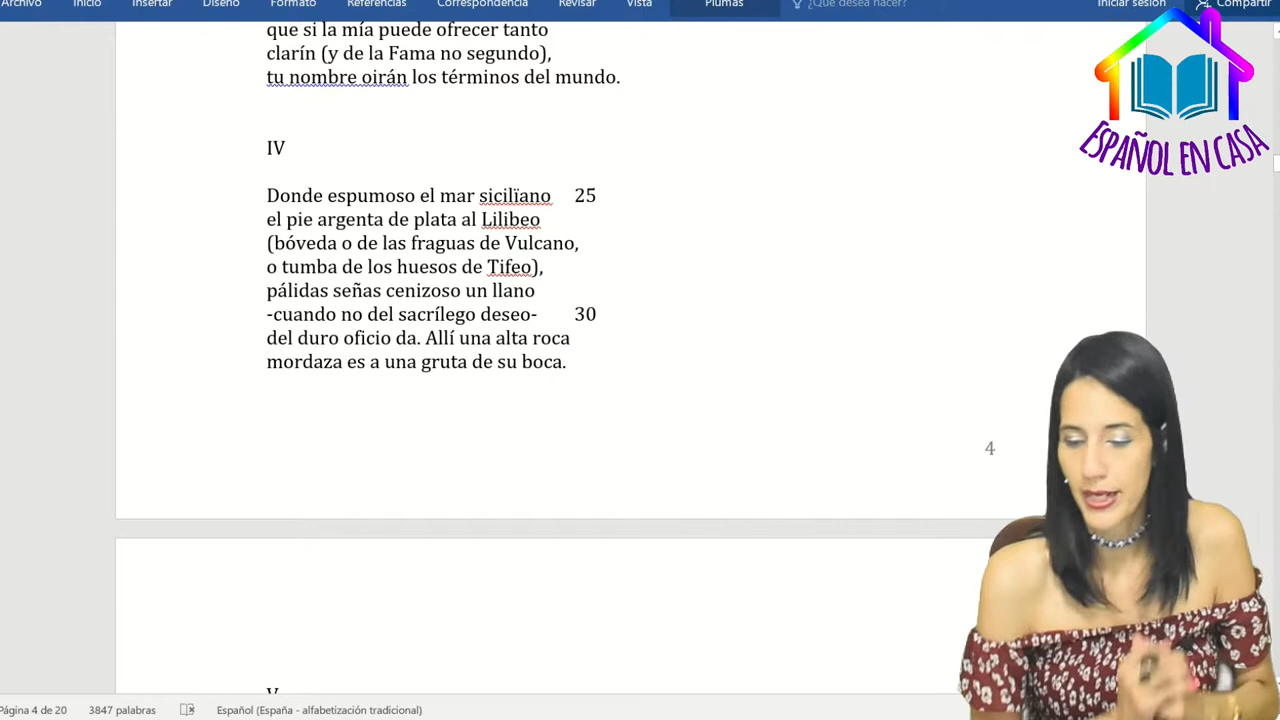 Archivo Inicio Insertar Diseño Formato Referencias Correspondencia Revisar Vista Plumas ¿Qué desea hacer? Iniciar sesión Compartir
que si la mía puede ofrecer tanto
clarín (y de la Fama no segundo),
tu nombre oirán los términos del mundo.
ESPAÑOL EN CASA
IV
Donde espumoso el mar sicilïano 25
el pie argenta de plata al Lilibeo
(bóveda o de las fraguas de Vulcano,
o tumba de los huesos de Tifeo),
pálidas señas cenizoso un llano
-cuando no del sacrílego deseo- 30
del duro oficio da. Allí una alta roca
mordaza es a una gruta de su boca.
4
V
Página 4 de 20 3847 palabras Español (España - alfabetización tradicional)